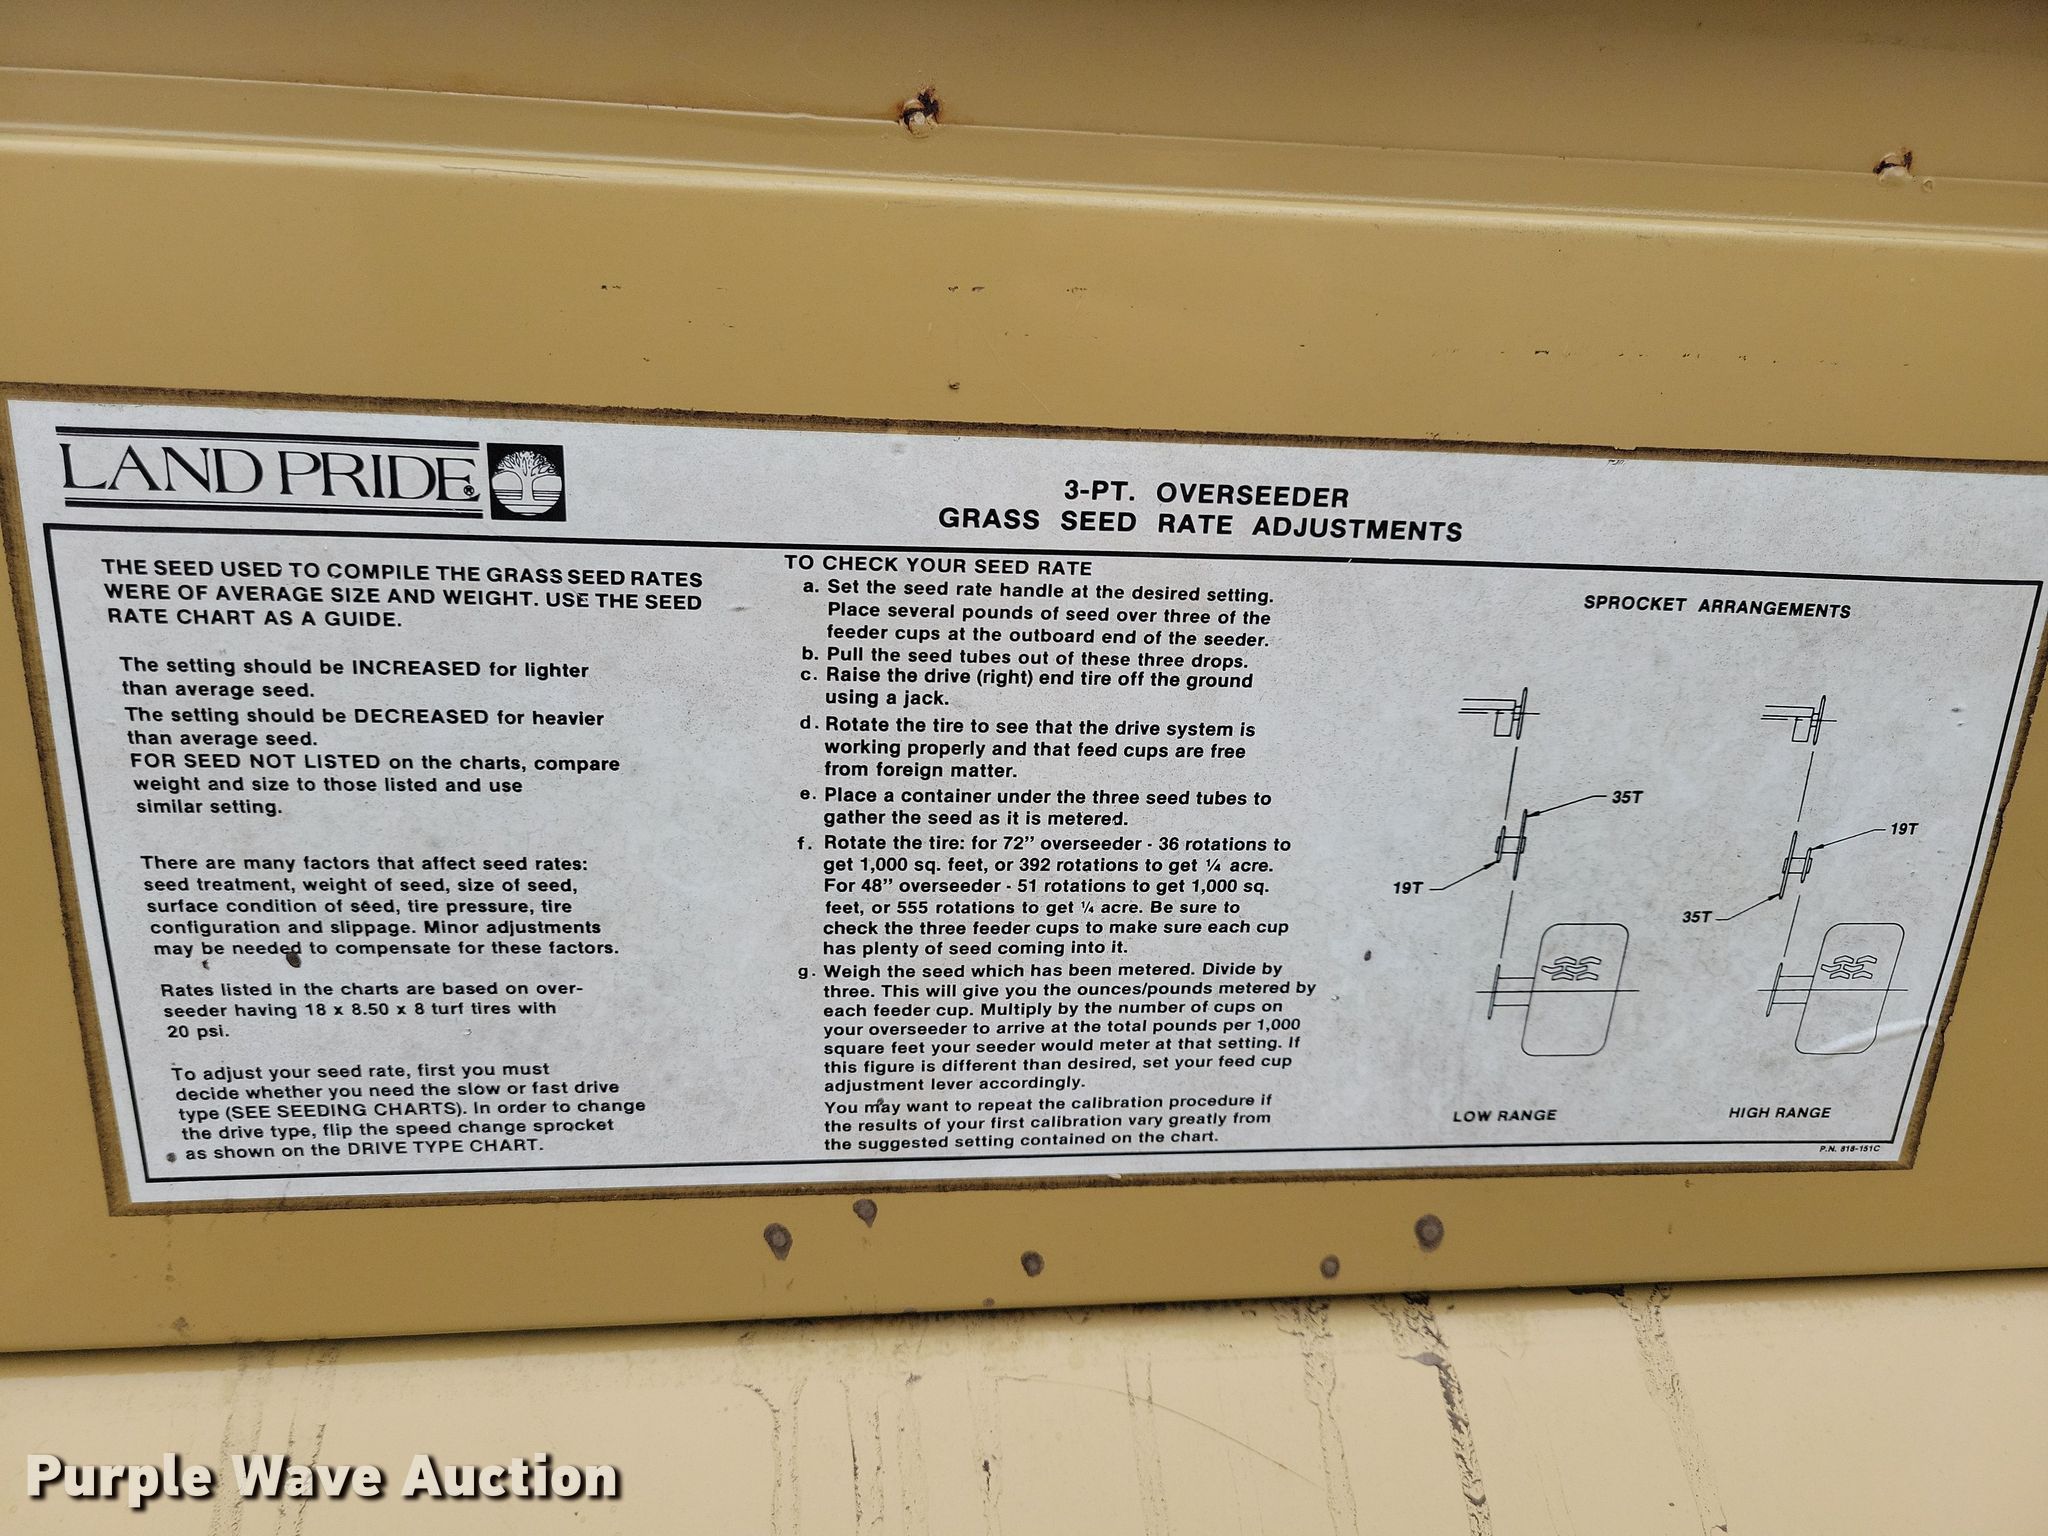 LAND PRIDE®
3-PT. OVERSEEDER
GRASS SEED RATE ADJUSTMENTS
THE SEED USED TO COMPILE THE GRASS SEED RATES
WERE OF AVERAGE SIZE AND WEIGHT. USE THE SEED
RATE CHART AS A GUIDE.
The setting should be INCREASED for lighter
than average seed.
The setting should be DECREASED for heavier
than average seed.
FOR SEED NOT LISTED on the charts, compare
weight and size to those listed and use
similar setting.
There are many factors that affect seed rates:
seed treatment, weight of seed, size of seed,
surface condition of seed, tire pressure, tire
configuration and slippage. Minor adjustments
may be needed to compensate for these factors.
Rates listed in the charts are based on over-
seeder having 18 x 8.50 x 8 turf tires with
20 psi.
To adjust your seed rate, first you must
decide whether you need the slow or fast drive
type (SEE SEEDING CHARTS). In order to change
the drive type, flip the speed change sprocket
as shown on the DRIVE TYPE CHART.
TO CHECK YOUR SEED RATE
a. Set the seed rate handle at the desired setting.
Place several pounds of seed over three of the
feeder cups at the outboard end of the seeder.
b. Pull the seed tubes out of these three drops.
c. Raise the drive (right) end tire off the ground
using a jack.
d. Rotate the tire to see that the drive system is
working properly and that feed cups are free
from foreign matter.
e. Place a container under the three seed tubes to
gather the seed as it is metered.
f. Rotate the tire: for 72" overseeder - 36 rotations to
get 1,000 sq. feet, or 392 rotations to get ¼ acre.
For 48" overseeder - 51 rotations to get 1,000 sq.
feet, or 555 rotations to get ¼ acre. Be sure to
check the three feeder cups to make sure each cup
has plenty of seed coming into it.
g. Weigh the seed which has been metered. Divide by
three. This will give you the ounces/pounds metered by
each feeder cup. Multiply by the number of cups on
your overseeder to arrive at the total pounds per 1,000
square feet your seeder would meter at that setting. If
this figure is different than desired, set your feed cup
adjustment lever accordingly.
You may want to repeat the calibration procedure if
the results of your first calibration vary greatly from
the suggested setting contained on the chart.
SPROCKET ARRANGEMENTS
35T
19T
19T
35T
LOW RANGE
HIGH RANGE
P.N. 818-151C
Purple Wave Auction